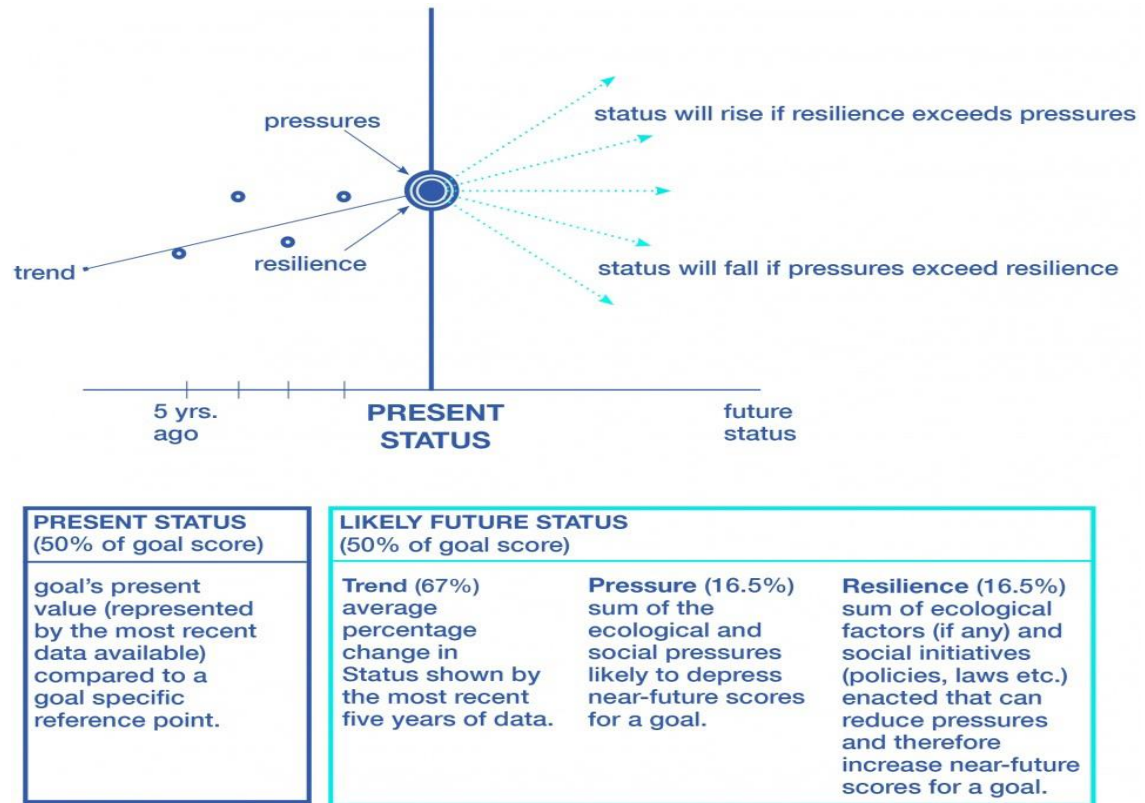 pressures
status will rise if resilience exceeds pressures
trend
resilience
status will fall if pressures exceed resilience
5 yrs.
ago
PRESENT
STATUS
future
status
PRESENT STATUS
(50% of goal score)
goal's present
value (represented
by the most recent
data available)
compared to a
goal specific
reference point.
LIKELY FUTURE STATUS
(50% of goal score)
Trend (67%)
average
percentage
change in
Status shown by
the most recent
five years of data.
Pressure (16.5%)
sum of the
ecological and
social pressures
likely to depress
near-future scores
for a goal.
Resilience (16.5%)
sum of ecological
factors (if any) and
social initiatives
(policies, laws etc.)
enacted that can
reduce pressures
and therefore
increase near-future
scores for a goal.